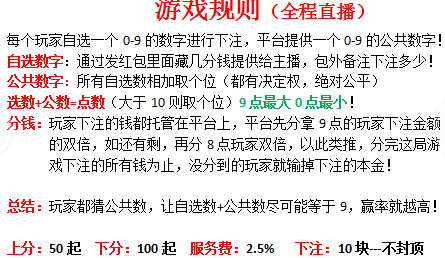 游戏规则（全程直播）
每个玩家自选一个 0-9 的数字进行下注，平台提供一个 0-9 的公共数字！
自选数字：通过发红包里面藏几分钱提供给主播，包外备注下注多少！
公共数字：所有自选数字相加取个位（都有决定权，绝对公平）
选数+公数=点数（大于 10 则取个位）9 点最大 0 点最小！
分钱：玩家下注的钱都托管在平台上，平台先分拿 9 点的玩家下注金额
的双倍，如还有剩，再分 8 点玩家双倍，以此类推，分完这局游
戏下注的所有钱为止，没分到的玩家就输掉下注的本金！
总结：玩家都猜公共数，让自选数+公共数尽可能等于 9，赢率就越高！
上分：50 起 下分：100 起 服务费：2.5% 下注：10 块---不封顶